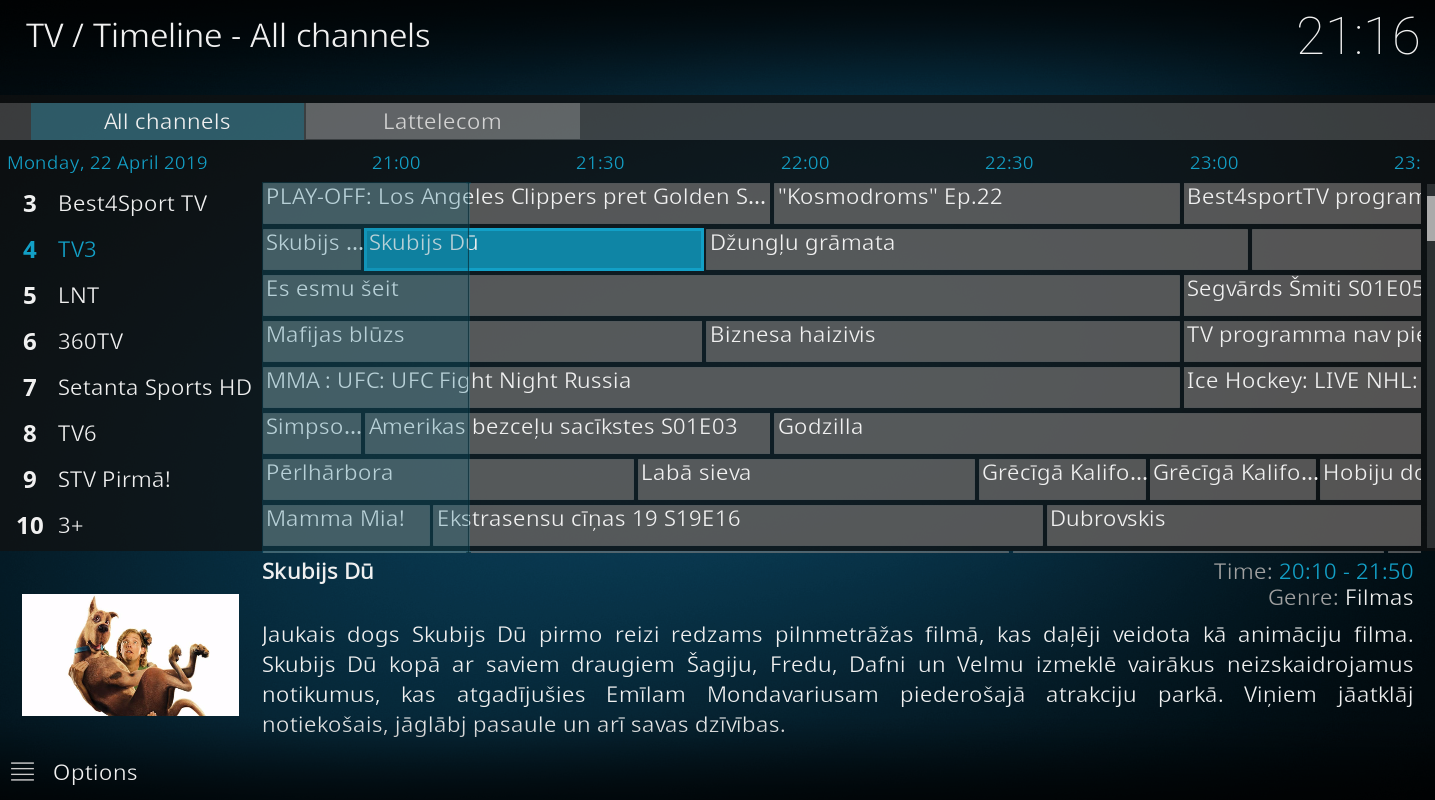 TV / Timeline - All channels
21:16
All channels
Lattelecom
Monday, 22 April 2019 21:00 21:30 22:00 22:30 23:00 23:
3 Best4Sport TV PLAY-OFF: Los Angeles Clippers pret Golden S... "Kosmodroms" Ep.22 Best4sportTV program
4 TV3 Skubijs ... Skubijs Dū Džungļu grāmata
5 LNT Es esmu šeit Segvārds Šmiti S01E05
6 360TV Mafijas blūzs Biznesa haizivis TV programma nav pie
7 Setanta Sports HD MMA : UFC: UFC Fight Night Russia Ice Hockey: LIVE NHL:
8 TV6 Simpso... Amerikas bezceļu sacīkstes S01E03 Godzilla
9 STV Pirmā! Pērlhārbora Labā sieva Grēcīgā Kalifo... Grēcīgā Kalifo... Hobiju do
10 3+ Mamma Mia! Ekstrasensu cīņas 19 S19E16 Dubrovskis
Skubijs Dū Time: 20:10 - 21:50
Genre: Filmas
Jaukais dogs Skubijs Dū pirmo reizi redzams pilnmetrāžas filmā, kas daļēji veidota kā animāciju filma.
Skubijs Dū kopā ar saviem draugiem Šagiju, Fredu, Dafni un Velmu izmeklē vairākus neizskaidrojamus
notikumus, kas atgadījušies Emīlam Mondavariusam piederošajā atrakciju parkā. Viņiem jāatklāj
notiekošais, jāglābj pasaule un arī savas dzīvības.
Options